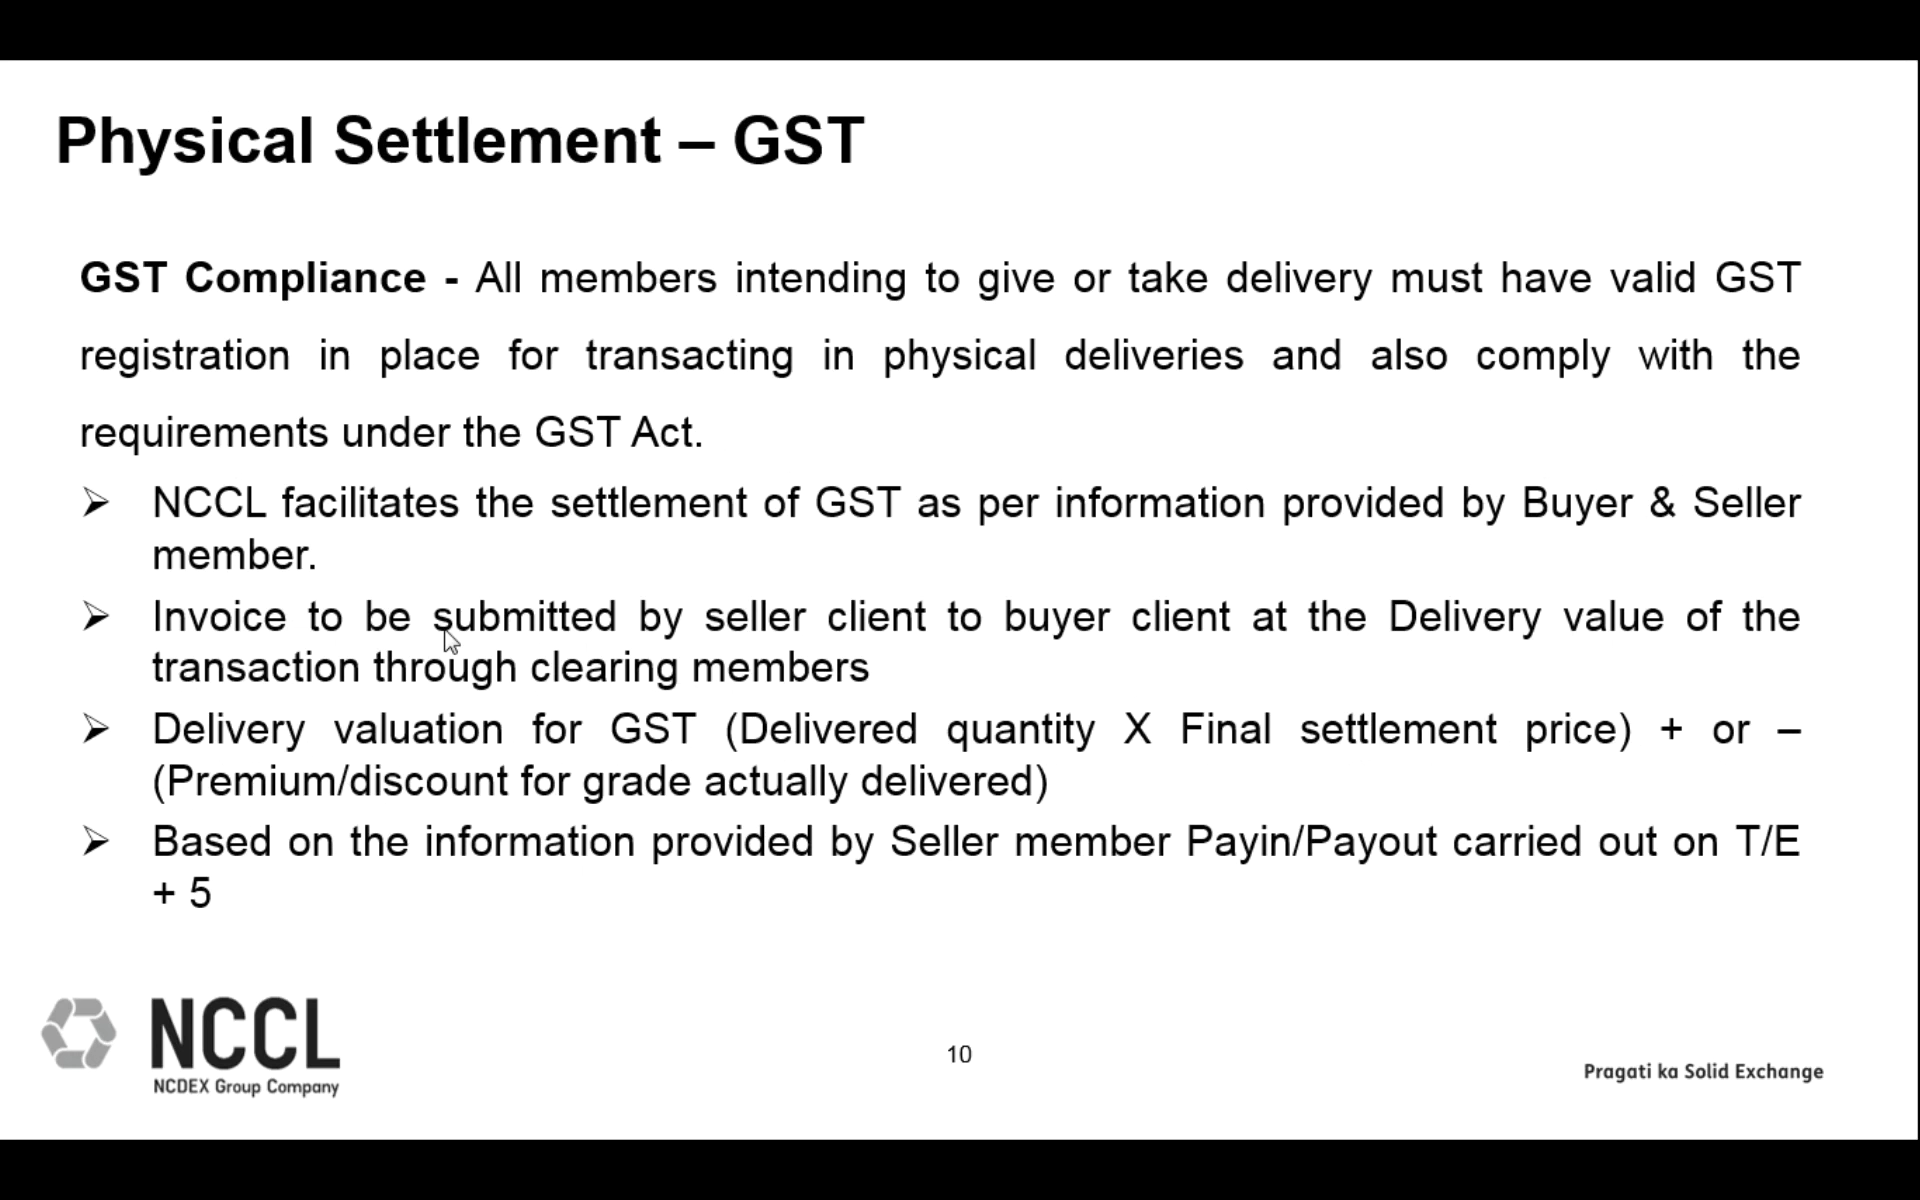 Physical Settlement – GST
GST Compliance - All members intending to give or take delivery must have valid GST
registration in place for transacting in physical deliveries and also comply with the
requirements under the GST Act.
➢ NCCL facilitates the settlement of GST as per information provided by Buyer & Seller
member.
➢ Invoice to be submitted by seller client to buyer client at the Delivery value of the
transaction through clearing members
➢ Delivery valuation for GST (Delivered quantity X Final settlement price) + or –
(Premium/discount for grade actually delivered)
➢ Based on the information provided by Seller member Payin/Payout carried out on T/E
+ 5
NCCL
NCDEX Group Company
10
Pragati ka Solid Exchange